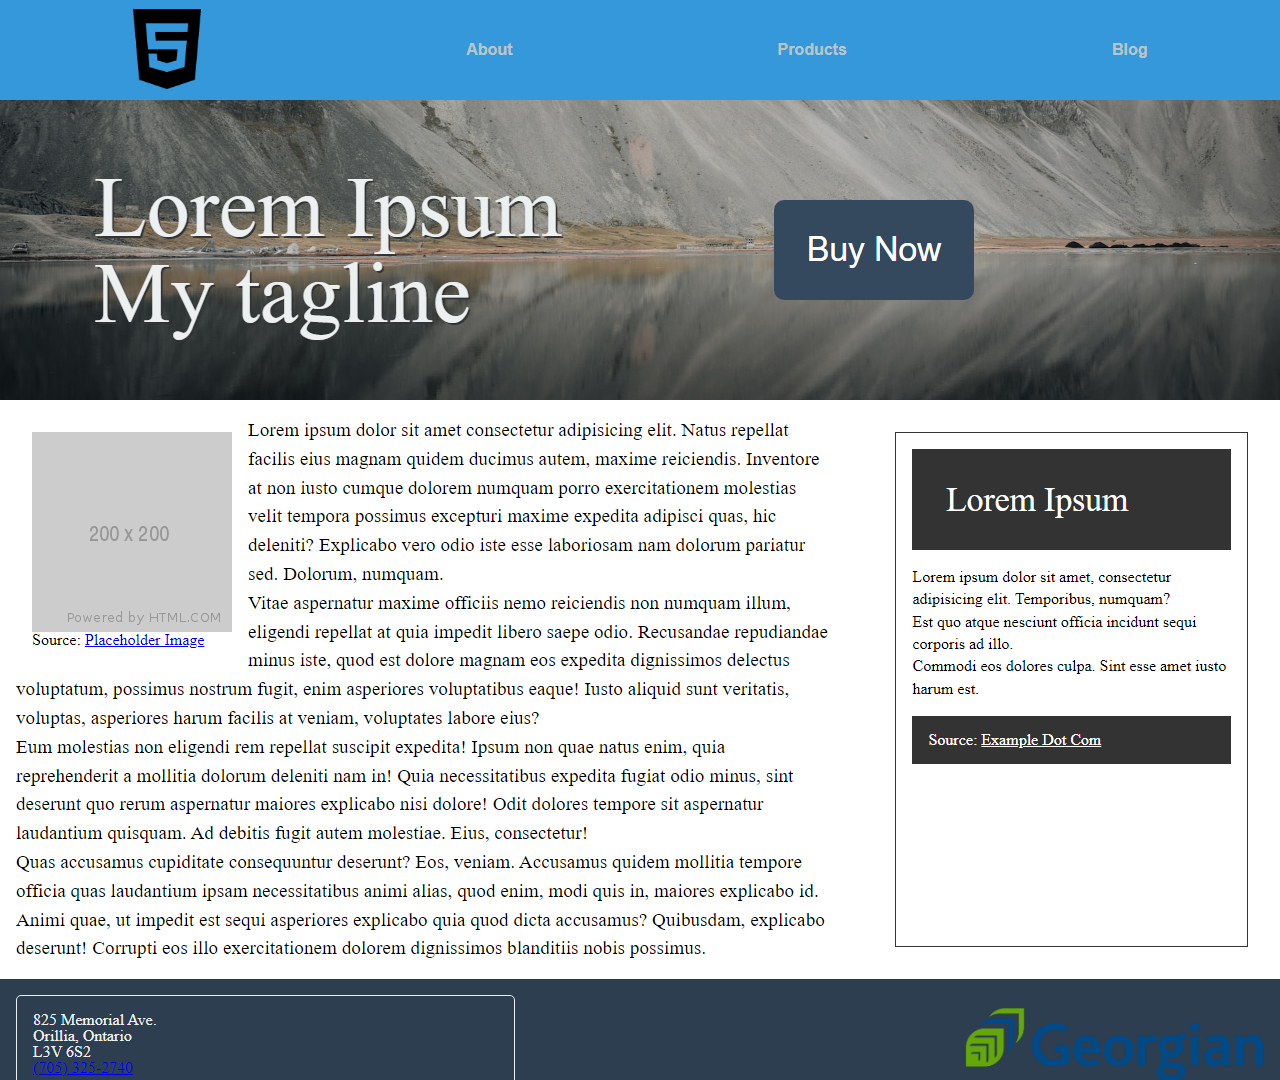 About
Products
Blog
Lorem Ipsum
My tagline
Buy Now
200 x 200
Powered by HTML.COM
Source: Placeholder Image
Lorem ipsum dolor sit amet consectetur adipisicing elit. Natus repellat
facilis eius magnam quidem ducimus autem, maxime reiciendis. Inventore
at non iusto cumque dolorem numquam porro exercitationem molestias
velit tempora possimus excepturi maxime expedita adipisci quas, hic
deleniti? Explicabo vero odio iste esse laboriosam nam dolorum pariatur
sed. Dolorum, numquam.
Vitae aspernatur maxime officiis nemo reiciendis non numquam illum,
eligendi repellat at quia impedit libero saepe odio. Recusandae repudiandae
minus iste, quod est dolore magnam eos expedita dignissimos delectus
voluptatum, possimus nostrum fugit, enim asperiores voluptatibus eaque! Iusto aliquid sunt veritatis,
voluptas, asperiores harum facilis at veniam, voluptates labore eius?
Eum molestias non eligendi rem repellat suscipit expedita! Ipsum non quae natus enim, quia
reprehenderit a mollitia dolorum deleniti nam in! Quia necessitatibus expedita fugiat odio minus, sint
deserunt quo rerum aspernatur maiores explicabo nisi dolore! Odit dolores tempore sit aspernatur
laudantium quisquam. Ad debitis fugit autem molestiae. Eius, consectetur!
Quas accusamus cupiditate consequuntur deserunt? Eos, veniam. Accusamus quidem mollitia tempore
officia quas laudantium ipsam necessitatibus animi alias, quod enim, modi quis in, maiores explicabo id.
Animi quae, ut impedit est sequi asperiores explicabo quia quod dicta accusamus? Quibusdam, explicabo
deserunt! Corrupti eos illo exercitationem dolorem dignissimos blanditiis nobis possimus.
Lorem Ipsum
Lorem ipsum dolor sit amet, consectetur
adipisicing elit. Temporibus, numquam?
Est quo atque nesciunt officia incidunt sequi
corporis ad illo.
Commodi eos dolores culpa. Sint esse amet iusto
harum est.
Source: Example Dot Com
825 Memorial Ave.
Orillia, Ontario
L3V 6S2
(705) 325-2740
Georgian